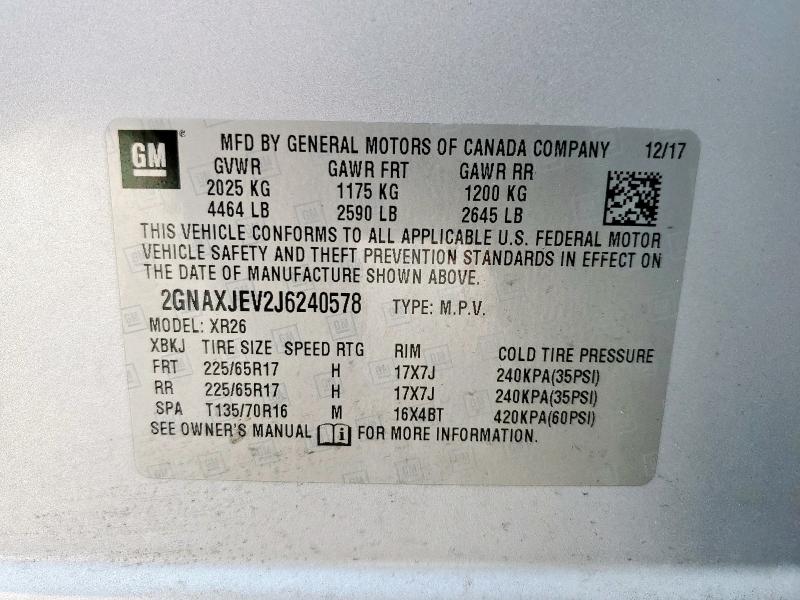 GM ®
MFD BY GENERAL MOTORS OF CANADA COMPANY 12/17
GVWR GAWR FRT GAWR RR
2025 KG 1175 KG 1200 KG
4464 LB 2590 LB 2645 LB
THIS VEHICLE CONFORMS TO ALL APPLICABLE U.S. FEDERAL MOTOR
VEHICLE SAFETY AND THEFT PREVENTION STANDARDS IN EFFECT ON
THE DATE OF MANUFACTURE SHOWN ABOVE.
2GNAXJEV2J6240578 TYPE: M.P.V.
MODEL: XR26
XBKJ TIRE SIZE SPEED RTG RIM COLD TIRE PRESSURE
FRT 225/65R17 H 17X7J 240KPA(35PSI)
RR 225/65R17 H 17X7J 240KPA(35PSI)
SPA T135/70R16 M 16X4BT 420KPA(60PSI)
SEE OWNER'S MANUAL i FOR MORE INFORMATION.